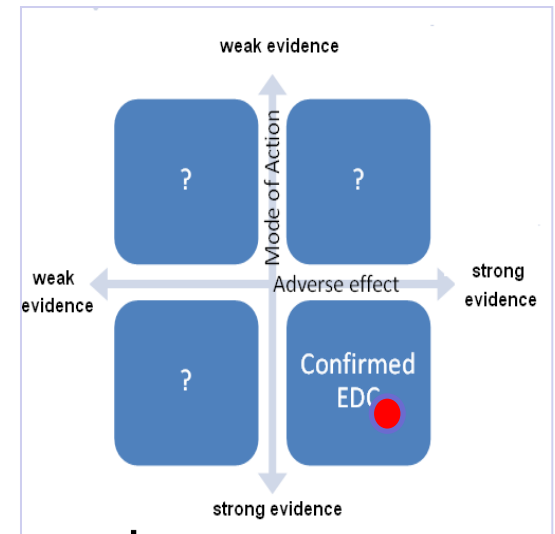 weak evidence
?
?
Mode of Action
weak
evidence
Adverse effect
strong
evidence
?
Confirmed
EDC
strong evidence